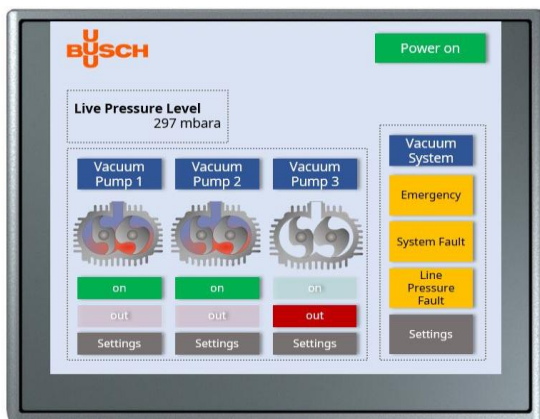 BUSCH
Power on
Live Pressure Level
297 mbara
Vacuum
Pump 1
Vacuum
Pump 2
Vacuum
Pump 3
on
on
on
out
out
out
Settings
Settings
Settings
Vacuum
System
Emergency
System Fault
Line
Pressure
Fault
Settings